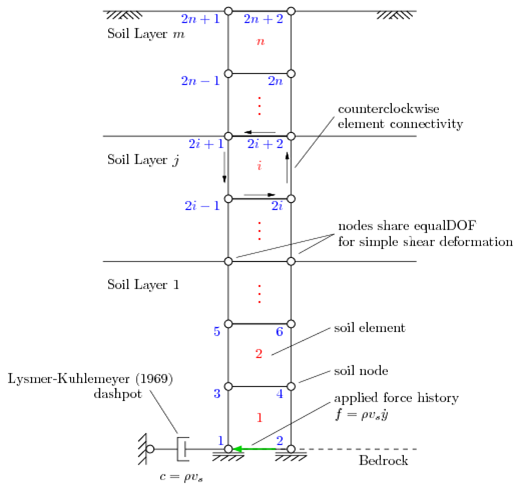 2n + 1
2n + 2
Soil Layer m
n
2n − 1
2n
counterclockwise
element connectivity
2i + 1
2i + 2
Soil Layer j
i
2i − 1
2i
nodes share equalDOF
for simple shear deformation
Soil Layer 1
5
6
soil element
2
Lysmer-Kuhlemeyer (1969)
dashpot
soil node
3
4
applied force history
f = ρvₛẏ
1
1
2
Bedrock
c = ρvₛ